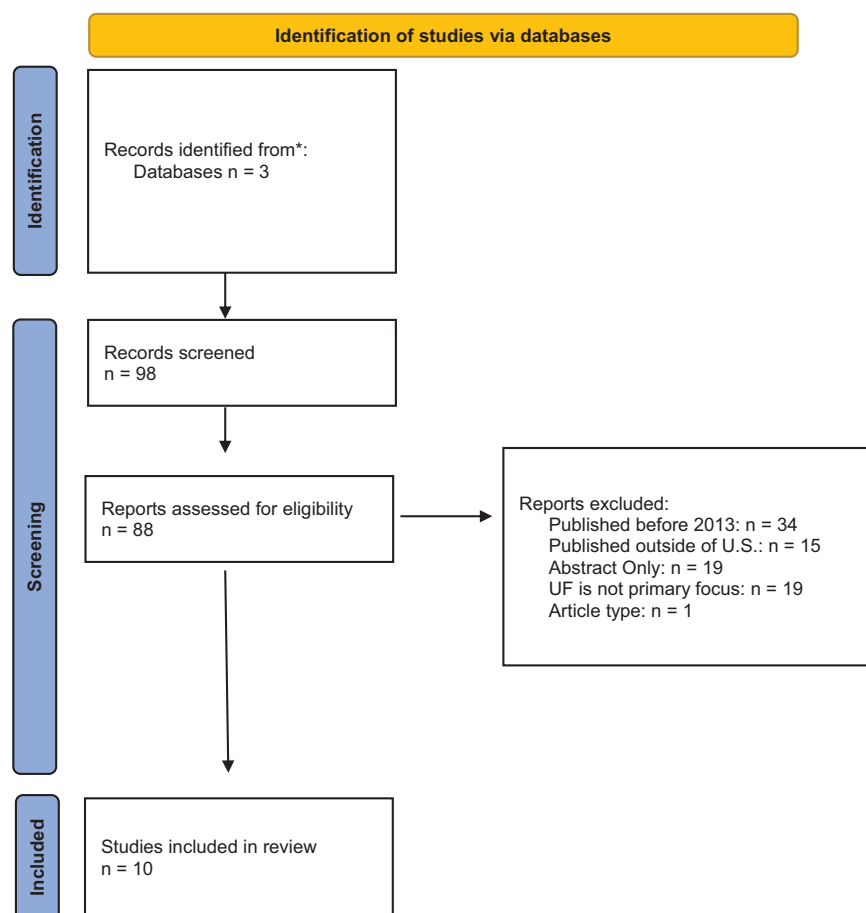 Identification of studies via databases
Identification
Records identified from*:
Databases n = 3
Screening
Records screened
n = 98
Reports assessed for eligibility
n = 88
Reports excluded:
Published before 2013: n = 34
Published outside of U.S.: n = 15
Abstract Only: n = 19
UF is not primary focus: n = 19
Article type: n = 1
Included
Studies included in review
n = 10